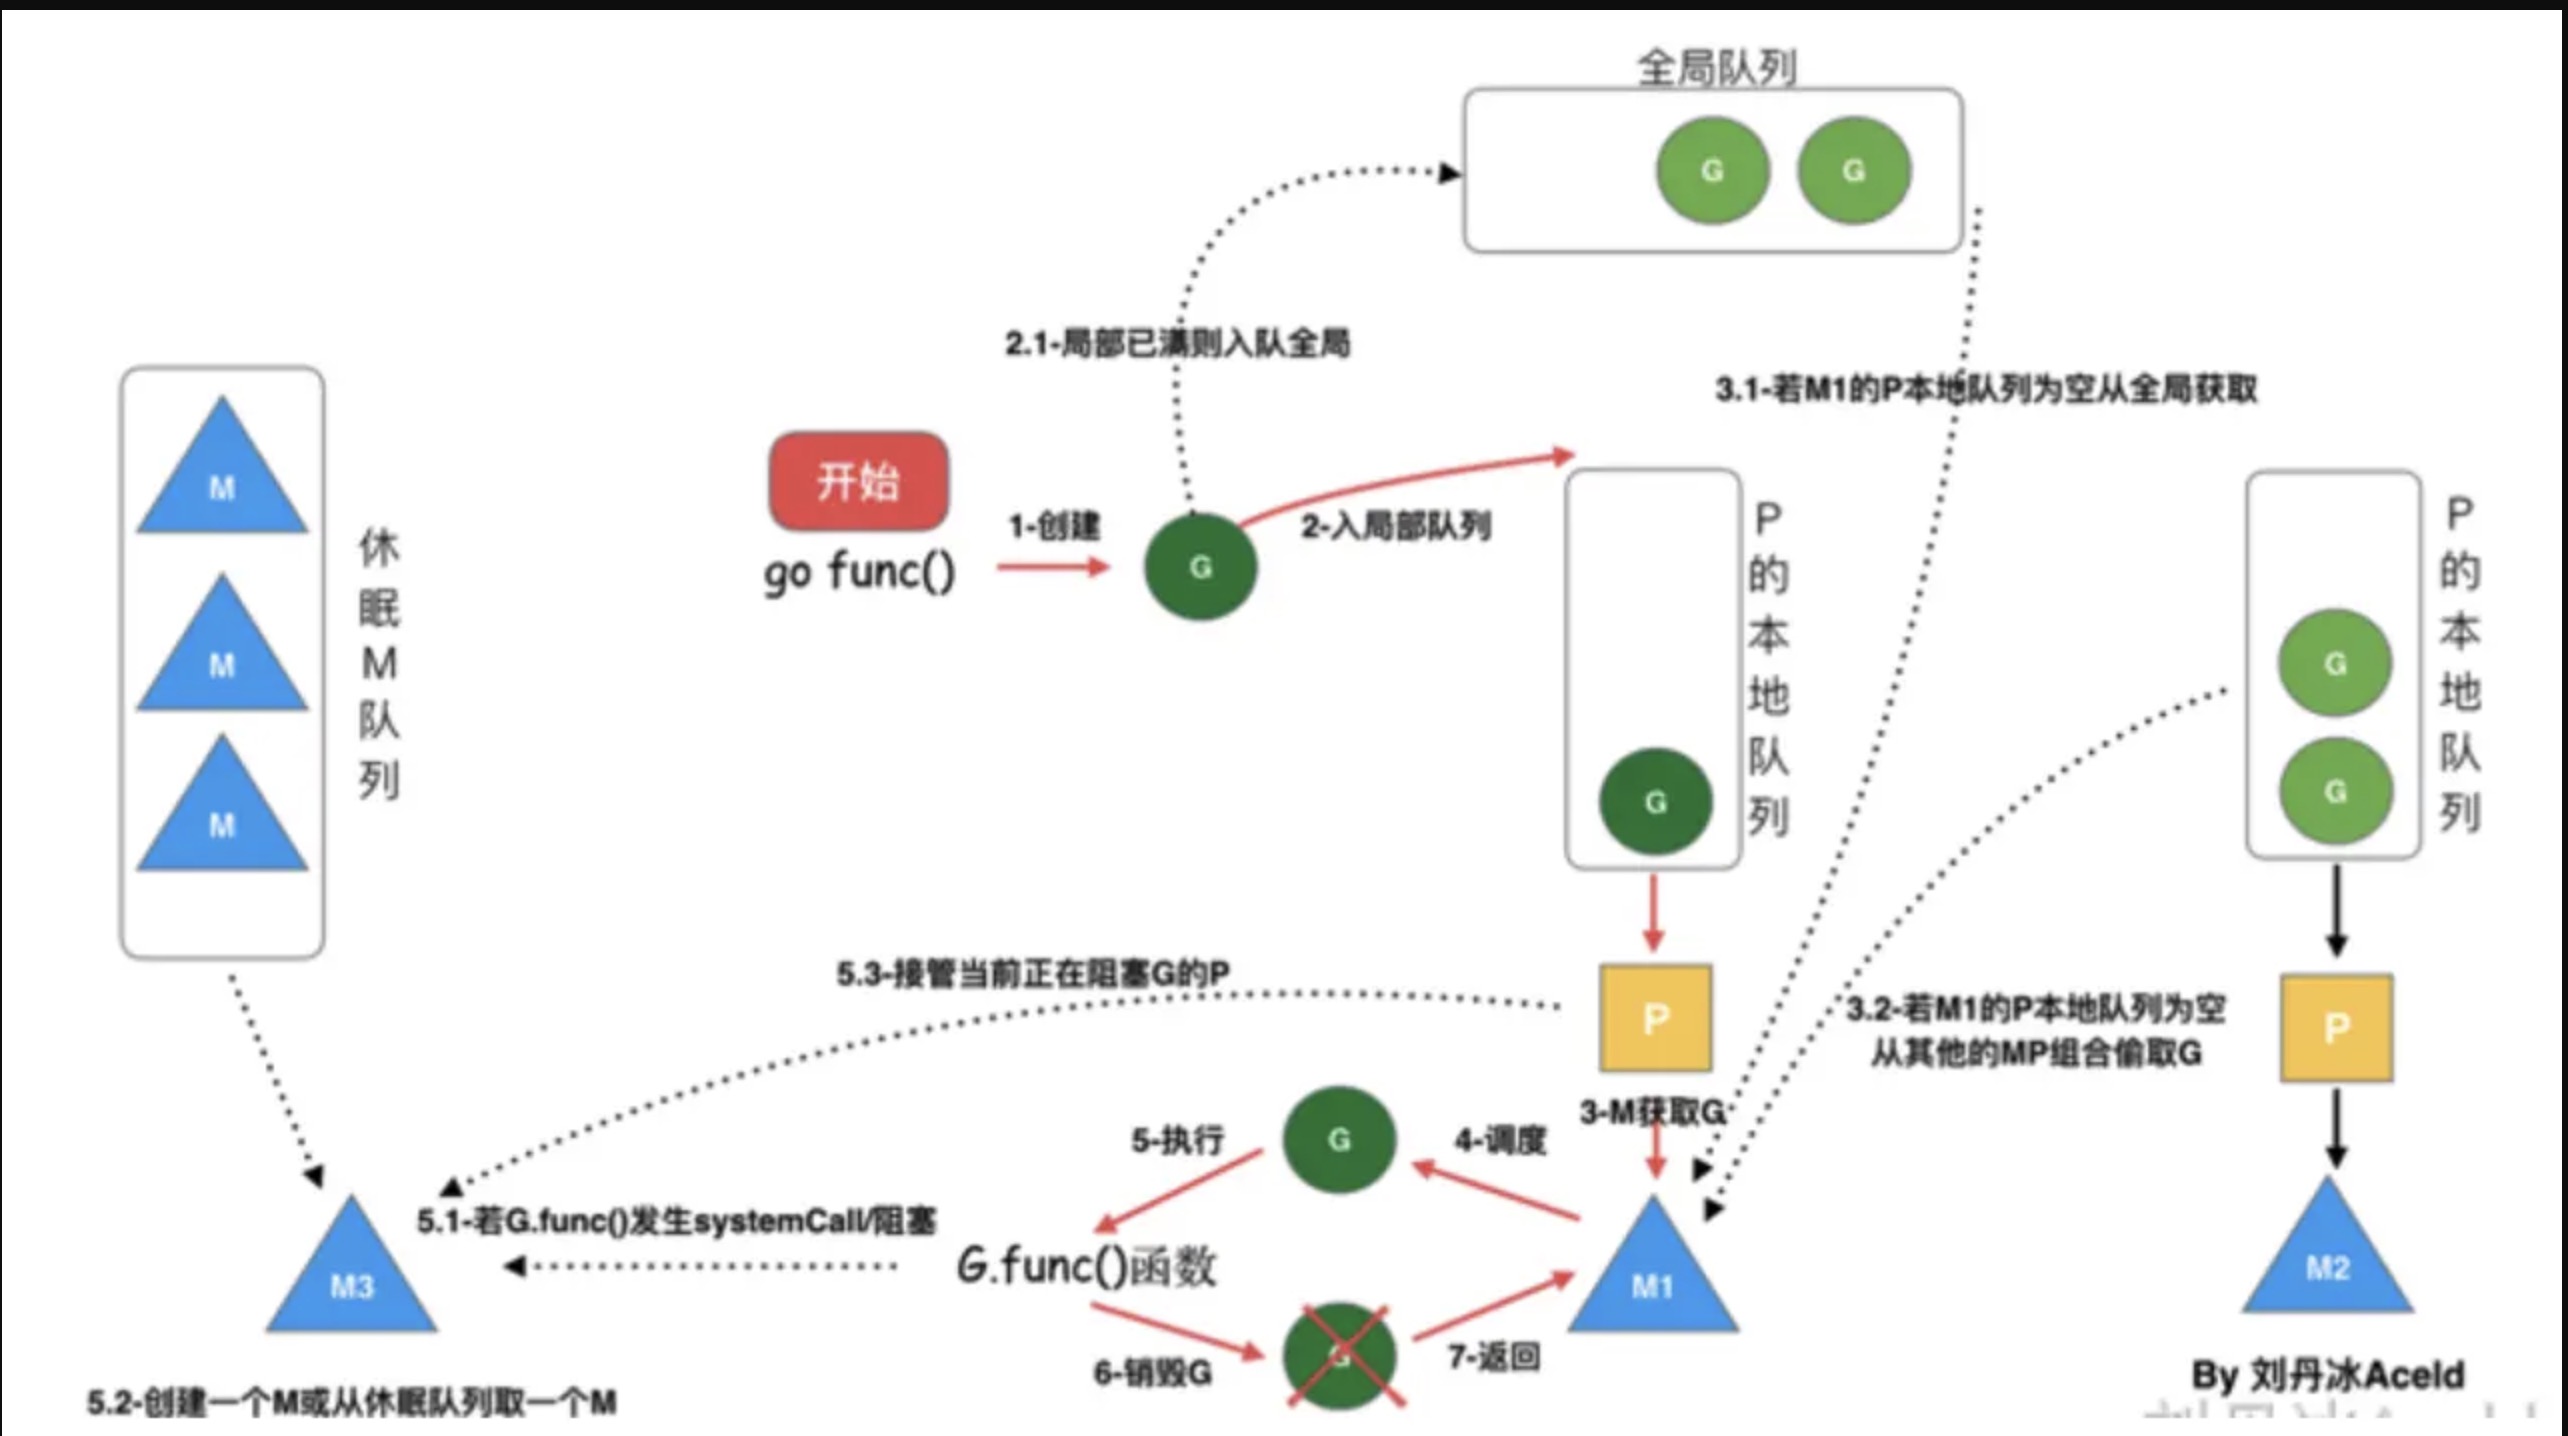 全局队列
G
G
2.1-局部已满则入队全局
3.1-若M1的P本地队列为空从全局获取
M
M
M
休眠M队列
开始
go func()
1-创建
G
2-入局部队列
G
P的本地队列
G
G
P的本地队列
5.3-接管当前正在阻塞G的P
P
3.2-若M1的P本地队列为空
从其他的MP组合偷取G
P
3-M获取G
5-执行
G
4-调度
5.1-若G.func()发生systemCall/阻塞
G.func()函数
M3
M1
M2
6-销毁G
G
7-返回
5.2-创建一个M或从休眠队列取一个M
By 刘丹冰Aceld